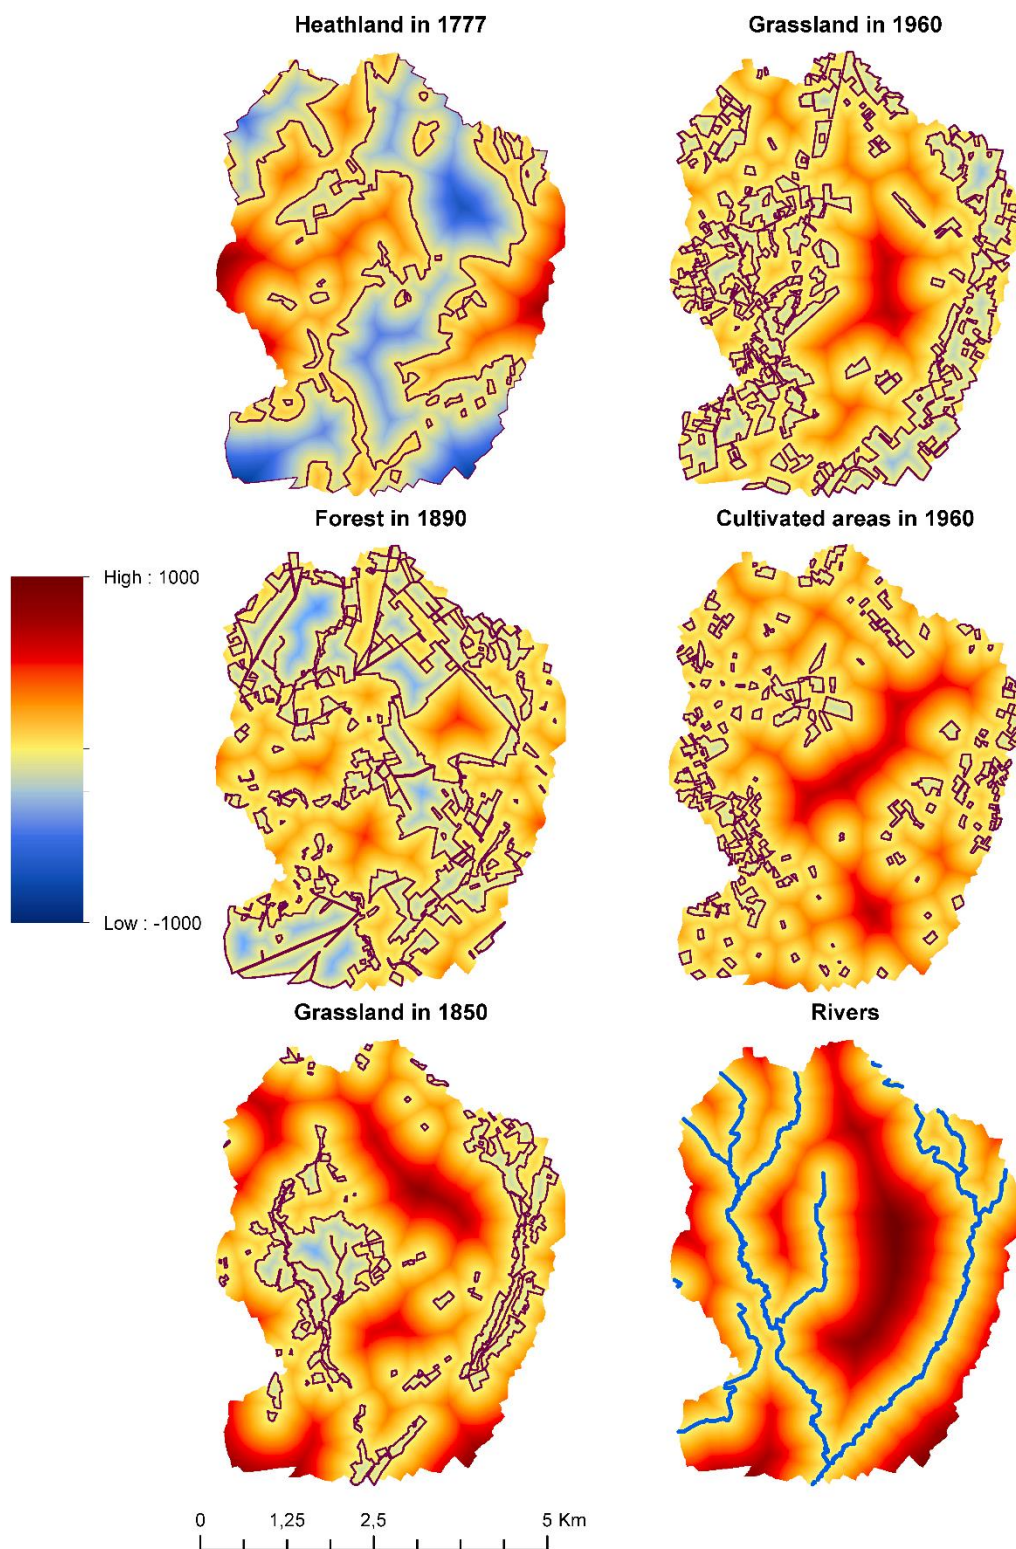 Heathland in 1777
Grassland in 1960
Forest in 1890
Cultivated areas in 1960
High : 1000
Low : -1000
Grassland in 1850
Rivers
0 1,25 2,5 5 Km